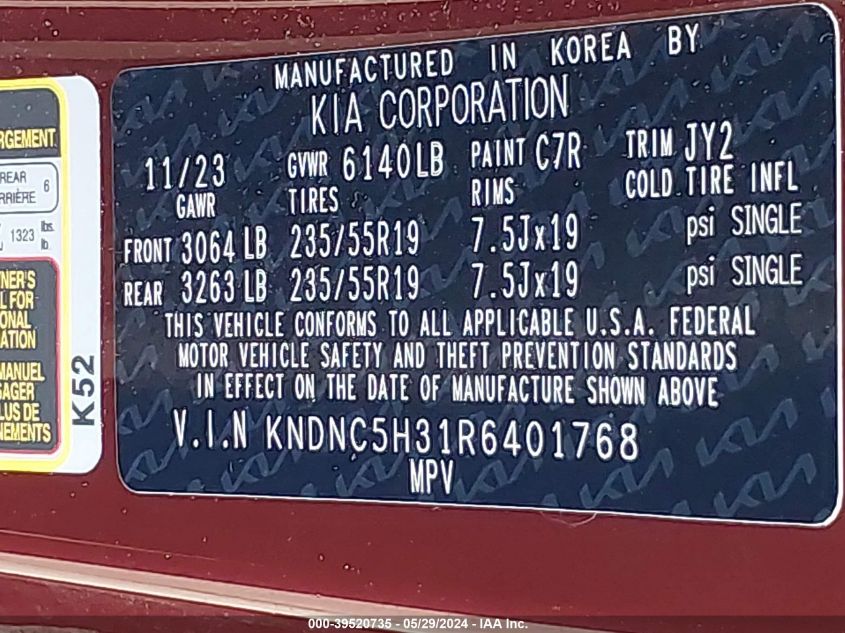 MANUFACTURED IN KOREA BY
KIA CORPORATION
11/23 GVWR 6140LB PAINT C7R TRIM JY2
GAWR TIRES RIMS COLD TIRE INFL
FRONT 3064 LB 235/55R19 7.5Jx19 psi SINGLE
REAR 3263 LB 235/55R19 7.5Jx19 psi SINGLE
THIS VEHICLE CONFORMS TO ALL APPLICABLE U.S.A. FEDERAL
MOTOR VEHICLE SAFETY AND THEFT PREVENTION STANDARDS
IN EFFECT ON THE DATE OF MANUFACTURE SHOWN ABOVE
V.I.N KNDNC5H31R6401768
MPV
RGEMENT
REAR 6
RRIÈRE
1323 lbs.
lb.
NER'S
L FOR
ONAL
ATION
MANUEL
SAGER
LUS DE
NEMENTS
K52
000-39520735 - 05/29/2024 - IAA Inc.